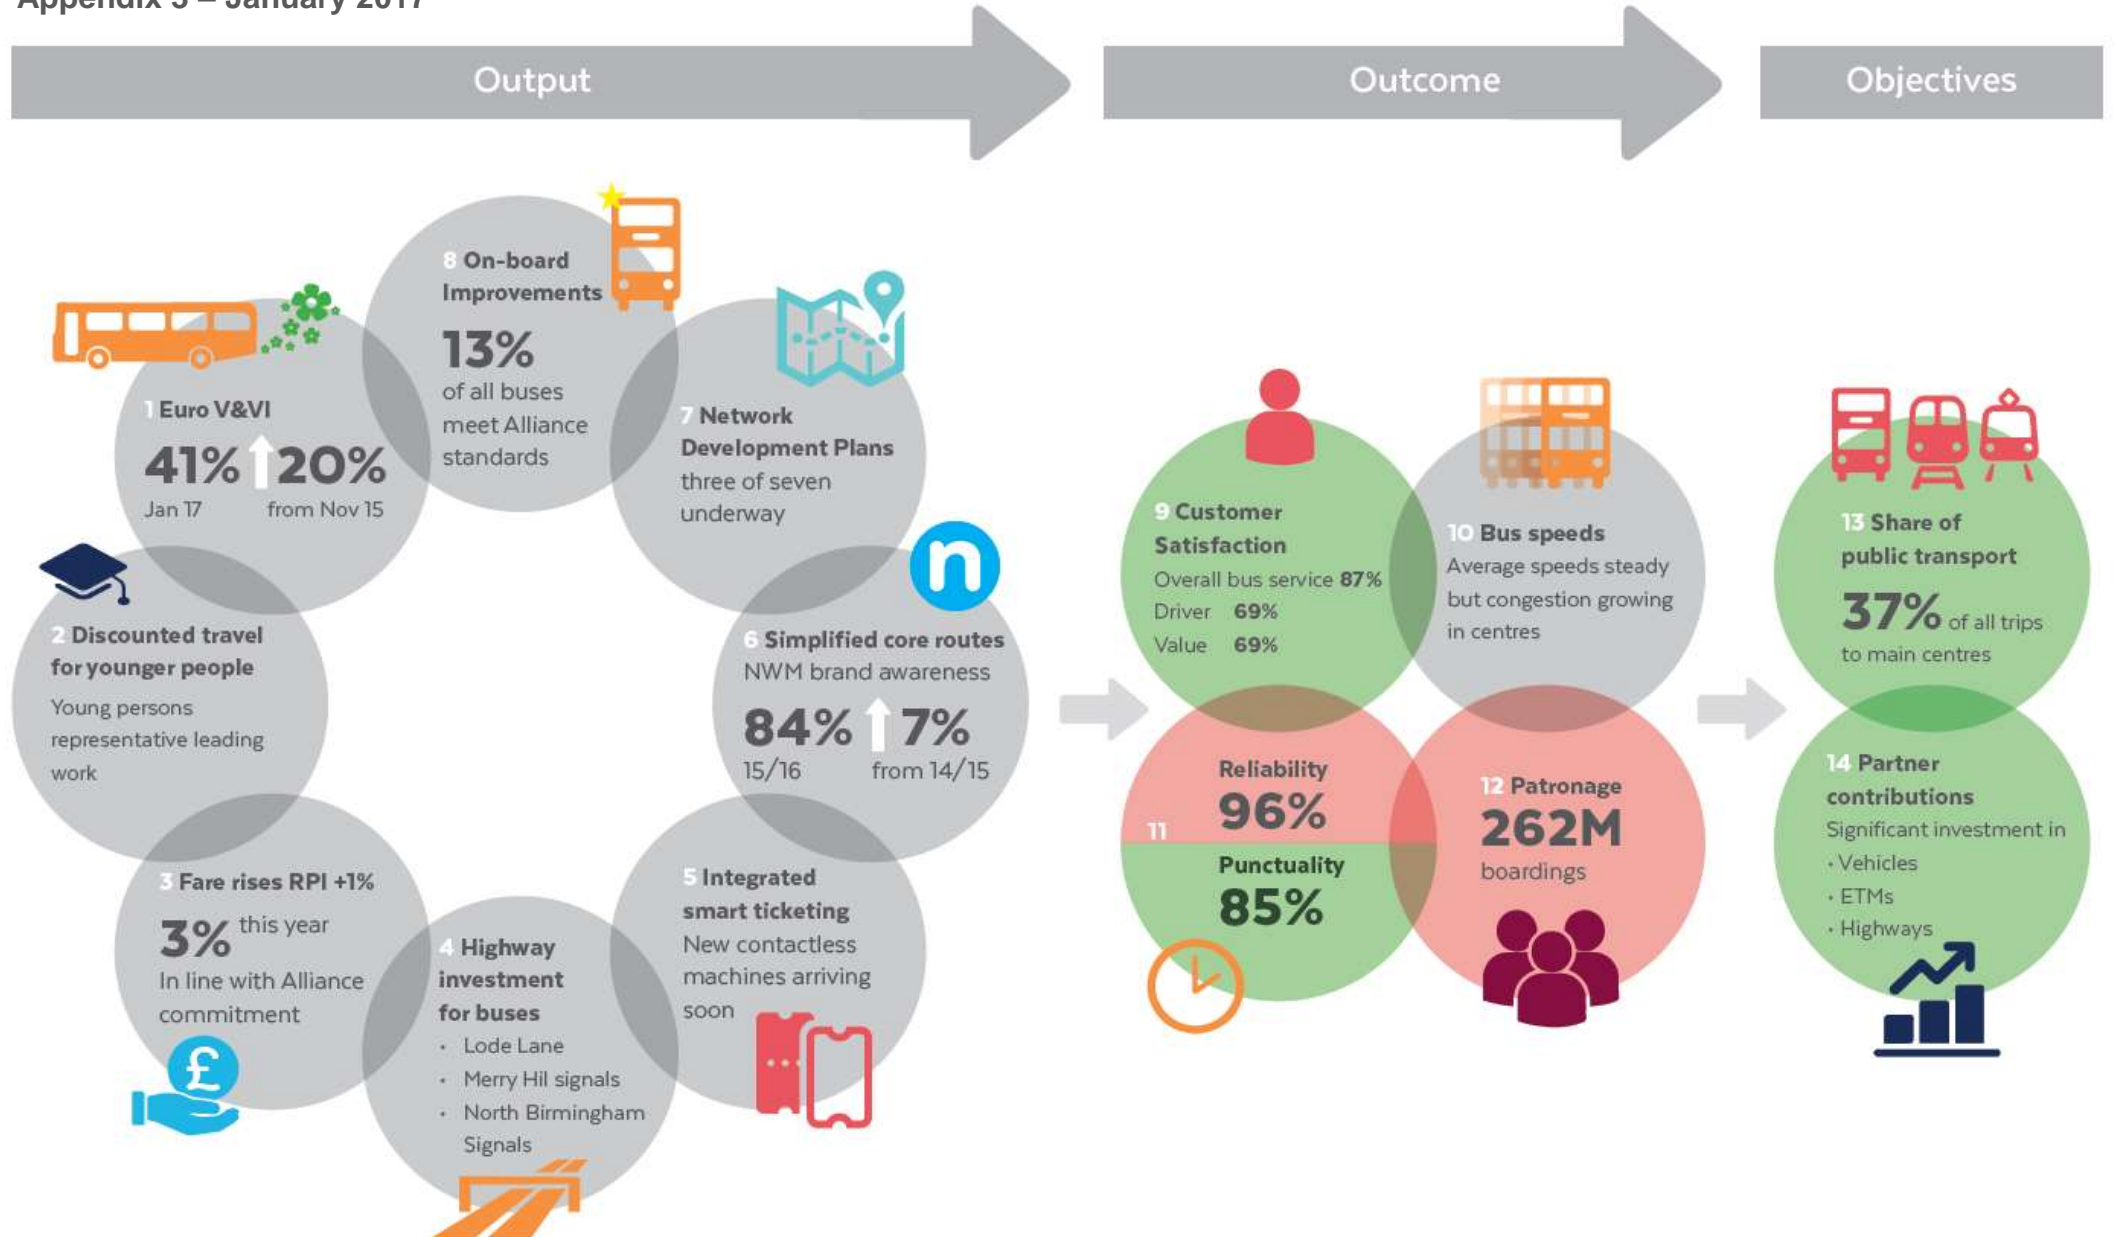 Appendix 3 – January 2017
Output
Outcome
Objectives
1 Euro V&VI
41% 20%
Jan 17 from Nov 15
2 Discounted travel
for younger people
Young persons
representative leading
work
3 Fare rises RPI +1%
3% this year
In line with Alliance
commitment
£
4 Highway
investment
for buses
· Lode Lane
· Merry Hil signals
· North Birmingham
Signals
5 Integrated
smart ticketing
New contactless
machines arriving
soon
n
6 Simplified core routes
NWM brand awareness
84% 7%
15/16 from 14/15
7 Network
Development Plans
three of seven
underway
8 On-board
Improvements
13%
of all buses
meet Alliance
standards
9 Customer
Satisfaction
Overall bus service 87%
Driver 69%
Value 69%
10 Bus speeds
Average speeds steady
but congestion growing
in centres
11
Reliability
96%
Punctuality
85%
12 Patronage
262M
boardings
13 Share of
public transport
37% of all trips
to main centres
14 Partner
contributions
Significant investment in
· Vehicles
· ETMs
· Highways